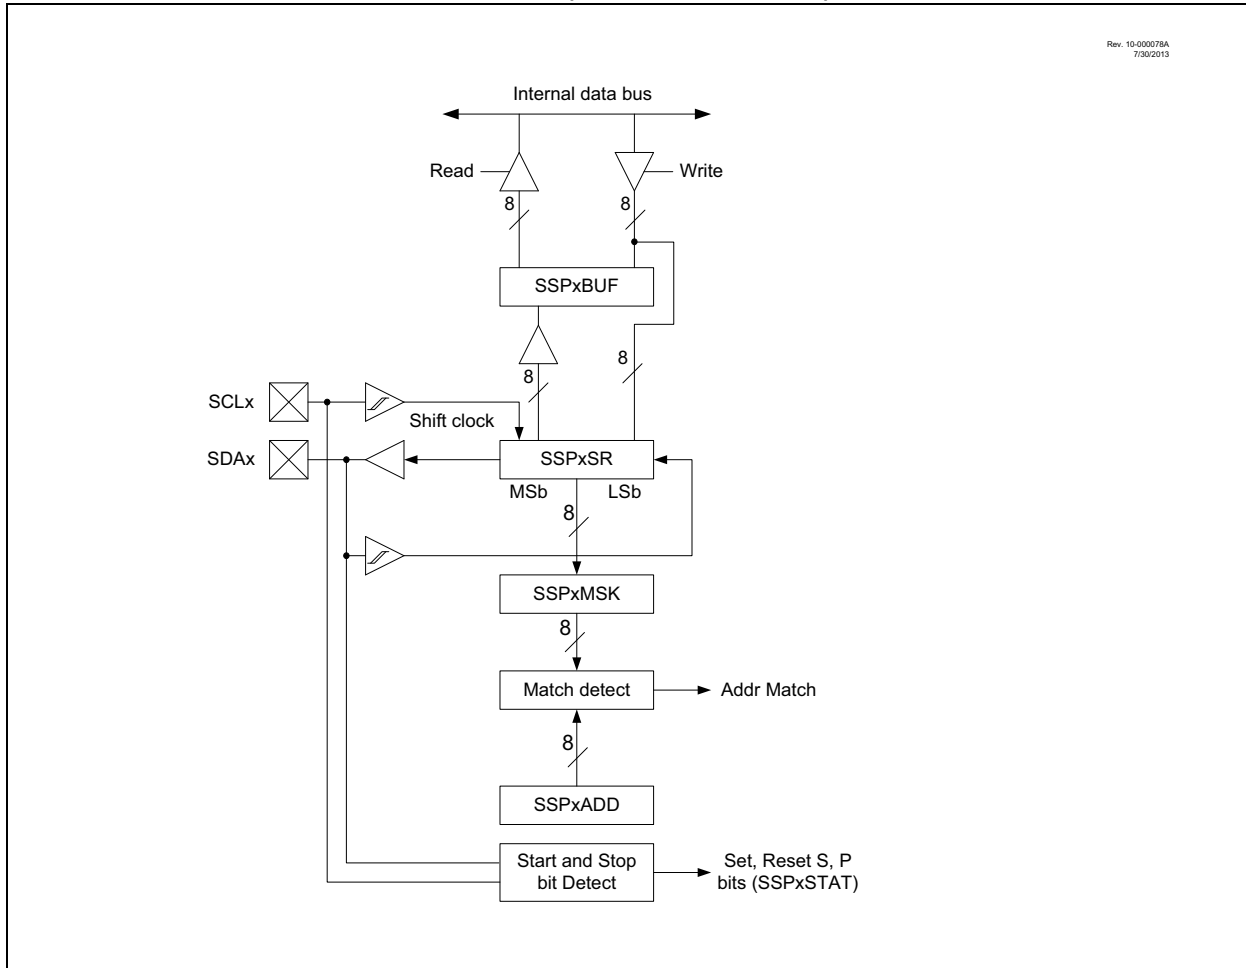 Rev. 10-000078A
7/30/2013
Internal data bus
Read
Write
8
8
SSPxBUF
8
8
SCLx
Shift clock
SDAx
SSPxSR
MSb
LSb
8
SSPxMSK
8
Match detect
Addr Match
8
SSPxADD
Start and Stop
bit Detect
Set, Reset S, P
bits (SSPxSTAT)